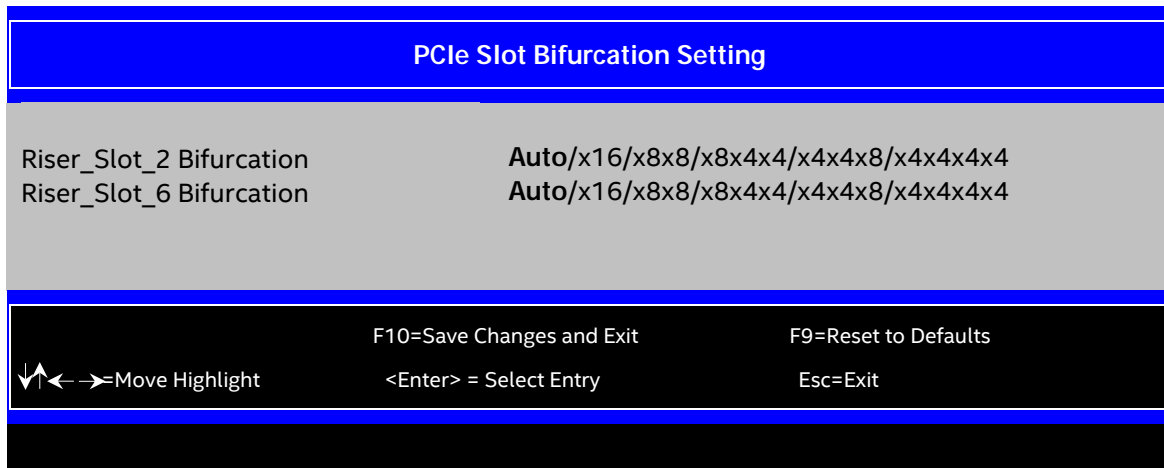 PCIe Slot Bifurcation Setting
Riser_Slot_2 Bifurcation Auto/x16/x8x8/x8x4x4/x4x4x8/x4x4x4x4
Riser_Slot_6 Bifurcation Auto/x16/x8x8/x8x4x4/x4x4x8/x4x4x4x4
F10=Save Changes and Exit F9=Reset to Defaults
↓↑←→=Move Highlight <Enter> = Select Entry Esc=Exit